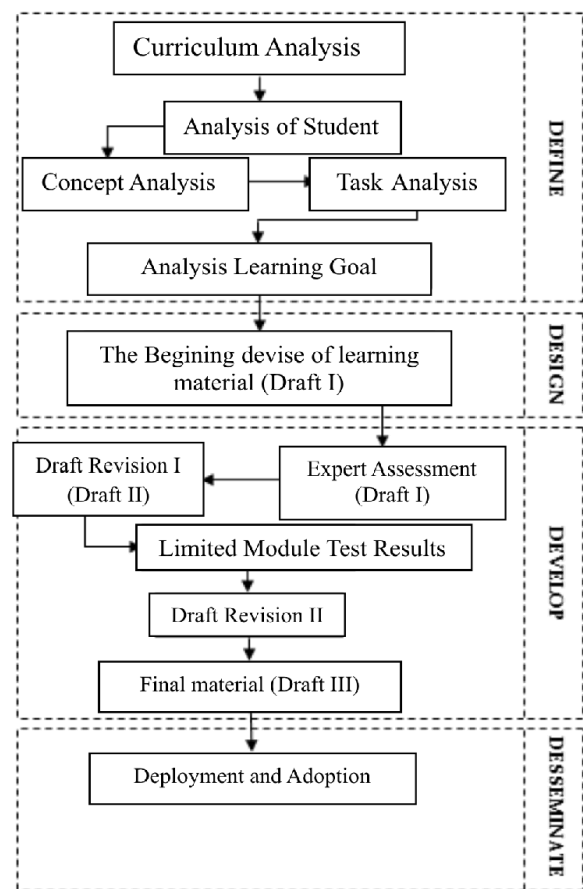 Curriculum Analysis
Analysis of Student
Concept Analysis
Task Analysis
Analysis Learning Goal
DEFINE
The Begining devise of learning
material (Draft I)
DESIGN
Draft Revision I
(Draft II)
Expert Assessment
(Draft I)
Limited Module Test Results
Draft Revision II
Final material (Draft III)
DEVELOP
Deployment and Adoption
DESSEMINATE